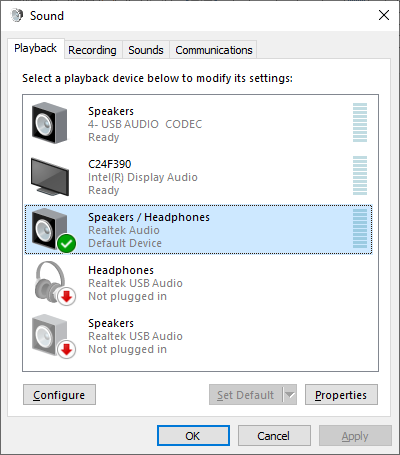 Sound
Playback Recording Sounds Communications
Select a playback device below to modify its settings:
Speakers
4- USB AUDIO  CODEC
Ready
C24F390
Intel(R) Display Audio
Ready
Speakers / Headphones
Realtek Audio
Default Device
Headphones
Realtek USB Audio
Not plugged in
Speakers
Realtek USB Audio
Not plugged in
Configure Set Default Properties
OK Cancel Apply